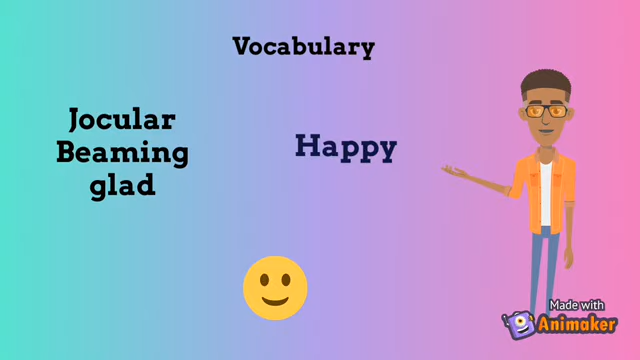 Vocabulary
Jocular
Beaming
glad
Happy
Made with
Animaker